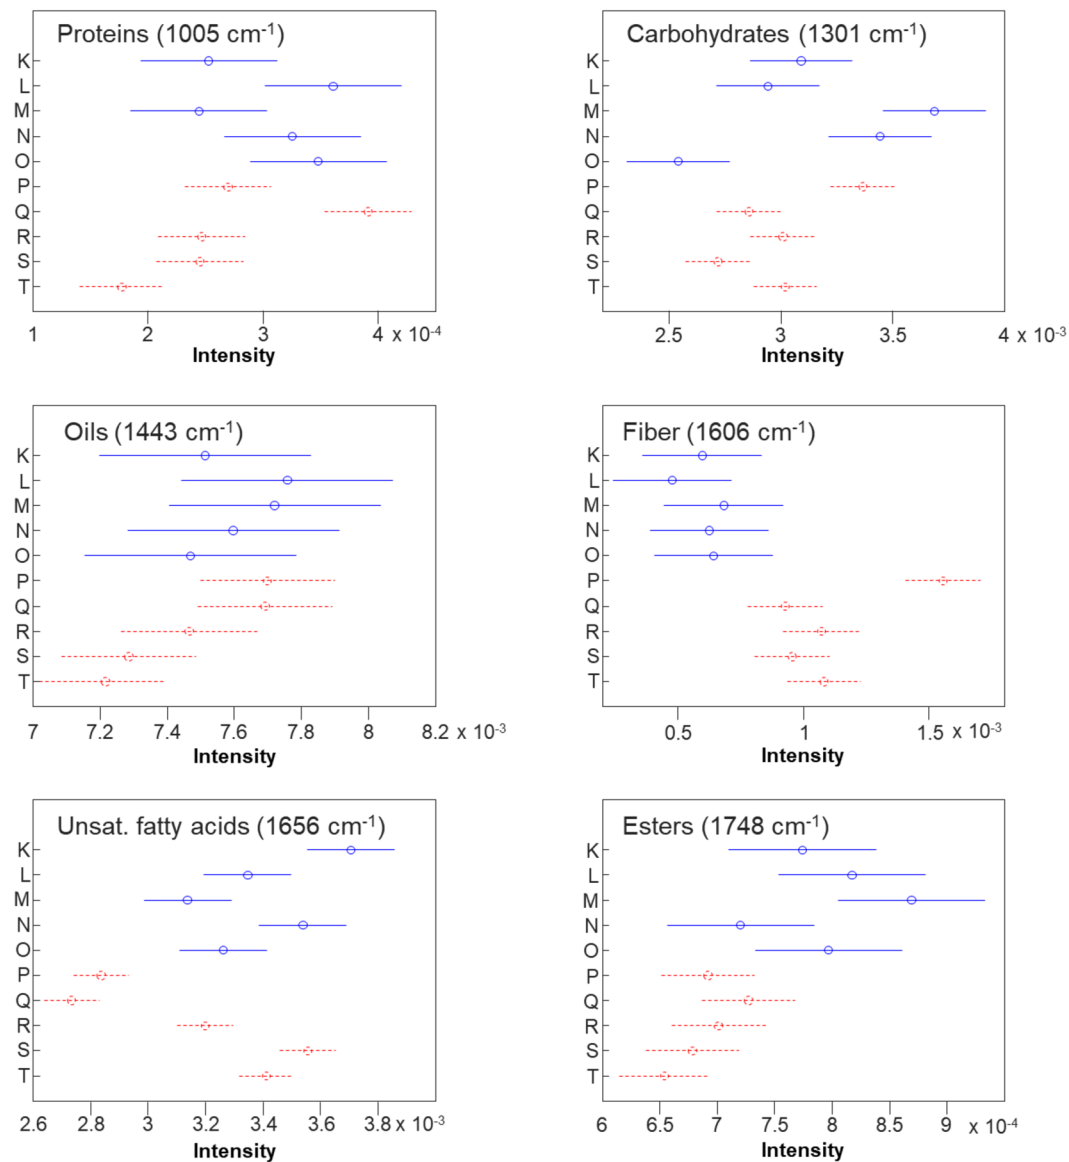 Proteins (1005 cm-1)
K
L
M
N
O
P
Q
R
S
T
1 2 3 4 x 10-4
Intensity
Carbohydrates (1301 cm-1)
K
L
M
N
O
P
Q
R
S
T
2.5 3 3.5 4 x 10-3
Intensity
Oils (1443 cm-1)
K
L
M
N
O
P
Q
R
S
T
7 7.2 7.4 7.6 7.8 8 8.2 x 10-3
Intensity
Fiber (1606 cm-1)
K
L
M
N
O
P
Q
R
S
T
0.5 1 1.5 x 10-3
Intensity
Unsat. fatty acids (1656 cm-1)
K
L
M
N
O
P
Q
R
S
T
2.6 2.8 3 3.2 3.4 3.6 3.8 x 10-3
Intensity
Esters (1748 cm-1)
K
L
M
N
O
P
Q
R
S
T
6 6.5 7 7.5 8 8.5 9 x 10-4
Intensity